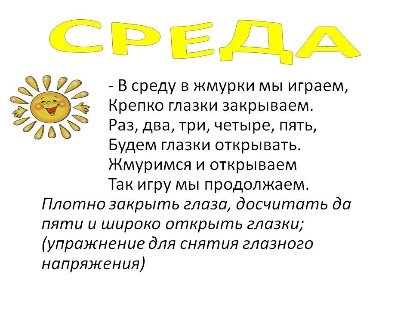 СРЕДА
- В среду в жмурки мы играем,
Крепко глазки закрываем.
Раз, два, три, четыре, пять,
Будем глазки открывать.
Жмуримся и открываем
Так игру мы продолжаем.
Плотно закрыть глаза, досчитать да
пяти и широко открыть глазки;
(упражнение для снятия глазного
напряжения)